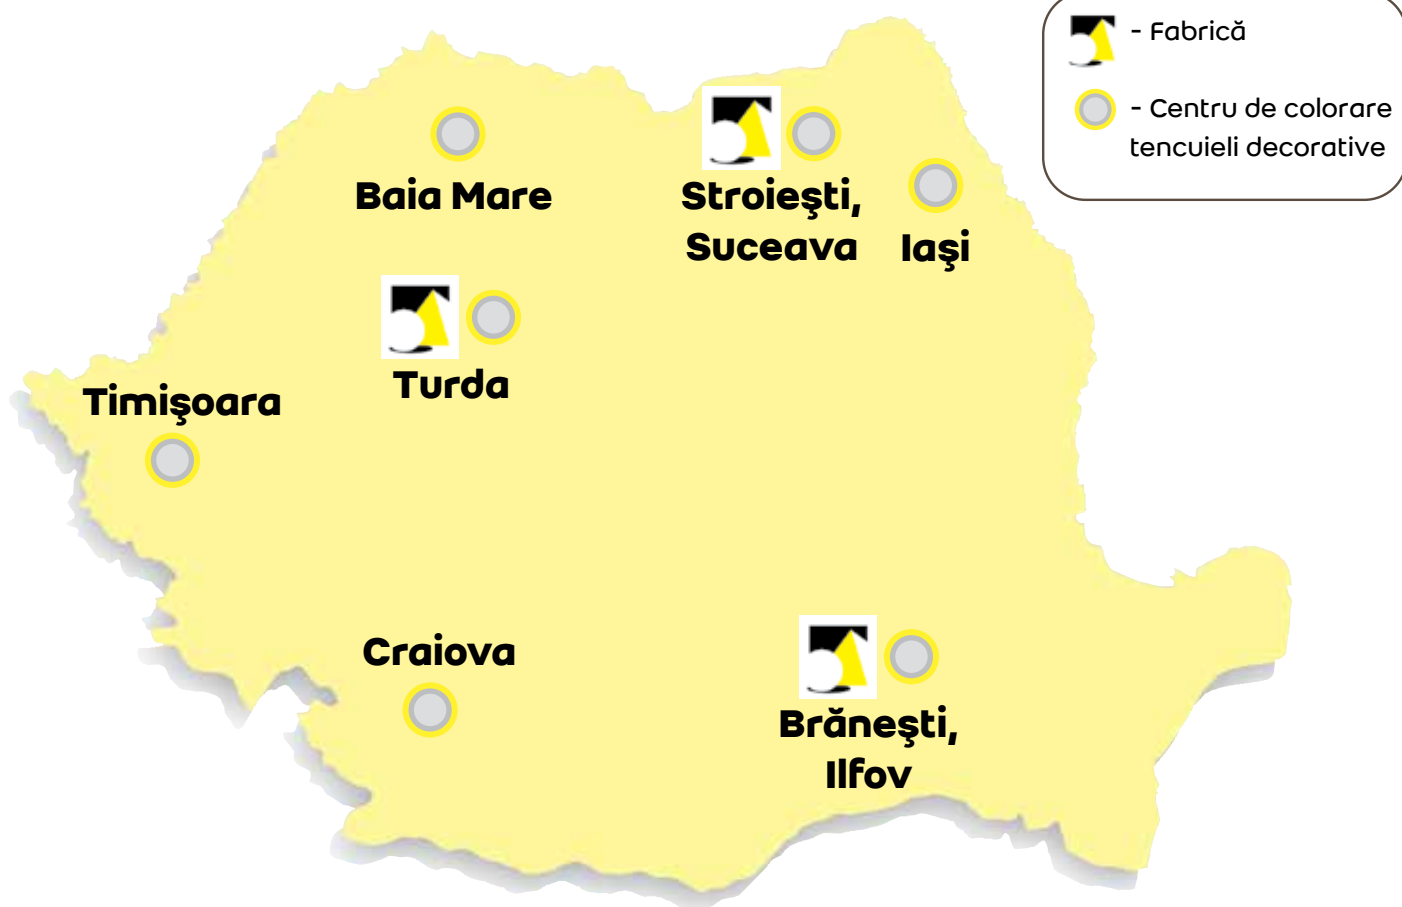 - Fabrică
- Centru de colorare
tencuieli decorative
Baia Mare
Stroieşti,
Suceava
Iaşi
Turda
Timişoara
Craiova
Brăneşti,
Ilfov